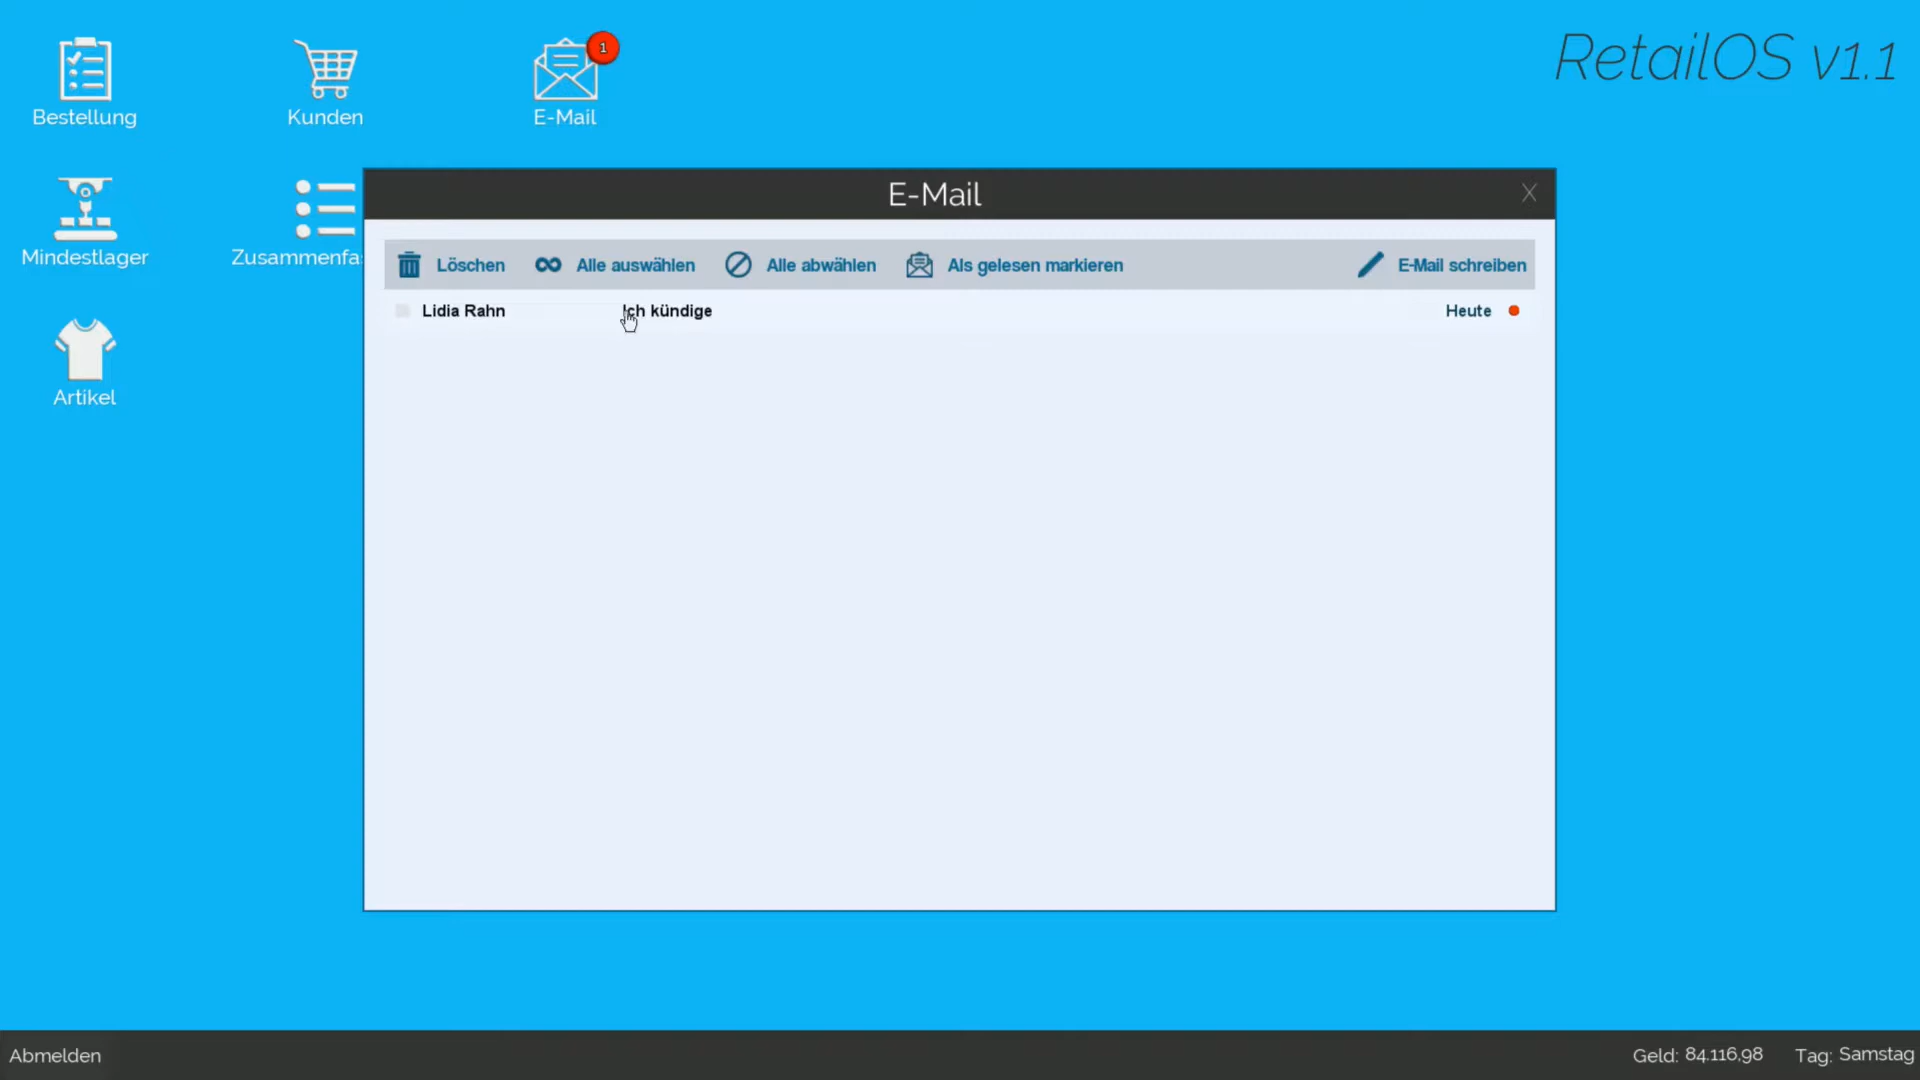 RetailOS v1.1
1
Bestellung
Kunden
E-Mail
Mindestlager
Zusammenfa
Artikel
E-Mail
X
Löschen
Alle auswählen
Alle abwählen
Als gelesen markieren
E-Mail schreiben
Lidia Rahn
Ich kündige
Heute
Abmelden
Geld: 84.116,98
Tag: Samstag